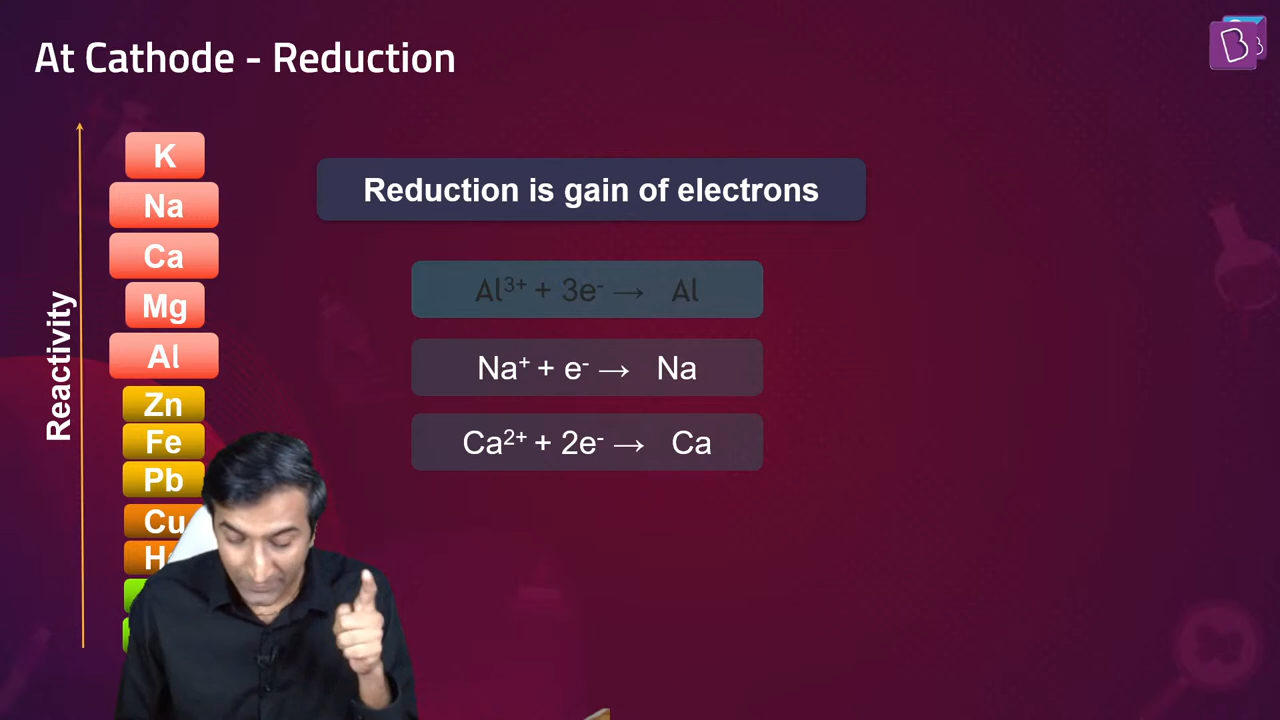 At Cathode - Reduction
K
Na
Ca
Mg
Al
Zn
Fe
Pb
Cu
Reactivity
Reduction is gain of electrons
Al³⁺ + 3e⁻ → Al
Na⁺ + e⁻ → Na
Ca²⁺ + 2e⁻ → Ca
B